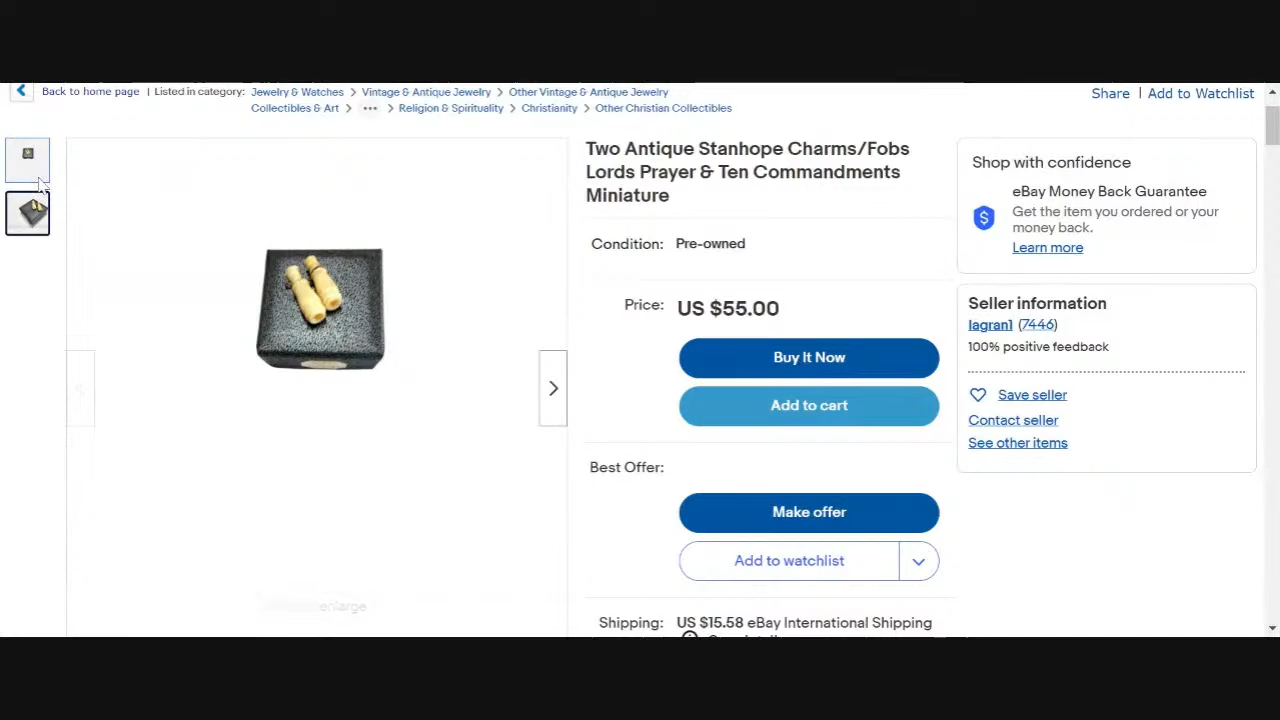 Back to home page | Listed in category: Jewelry & Watches > Vintage & Antique Jewelry > Other Vintage & Antique Jewelry
Collectibles & Art > ••• > Religion & Spirituality > Christianity > Other Christian Collectibles
Share | Add to Watchlist
Two Antique Stanhope Charms/Fobs
Lords Prayer & Ten Commandments
Miniature
Condition: Pre-owned
Price: US $55.00
Buy It Now
Add to cart
Best Offer:
Make offer
Add to watchlist
Shipping: US $15.58 eBay International Shipping
enlarge
Shop with confidence
eBay Money Back Guarantee
Get the item you ordered or your
money back.
Learn more
Seller information
lagran1 (7446)
100% positive feedback
Save seller
Contact seller
See other items